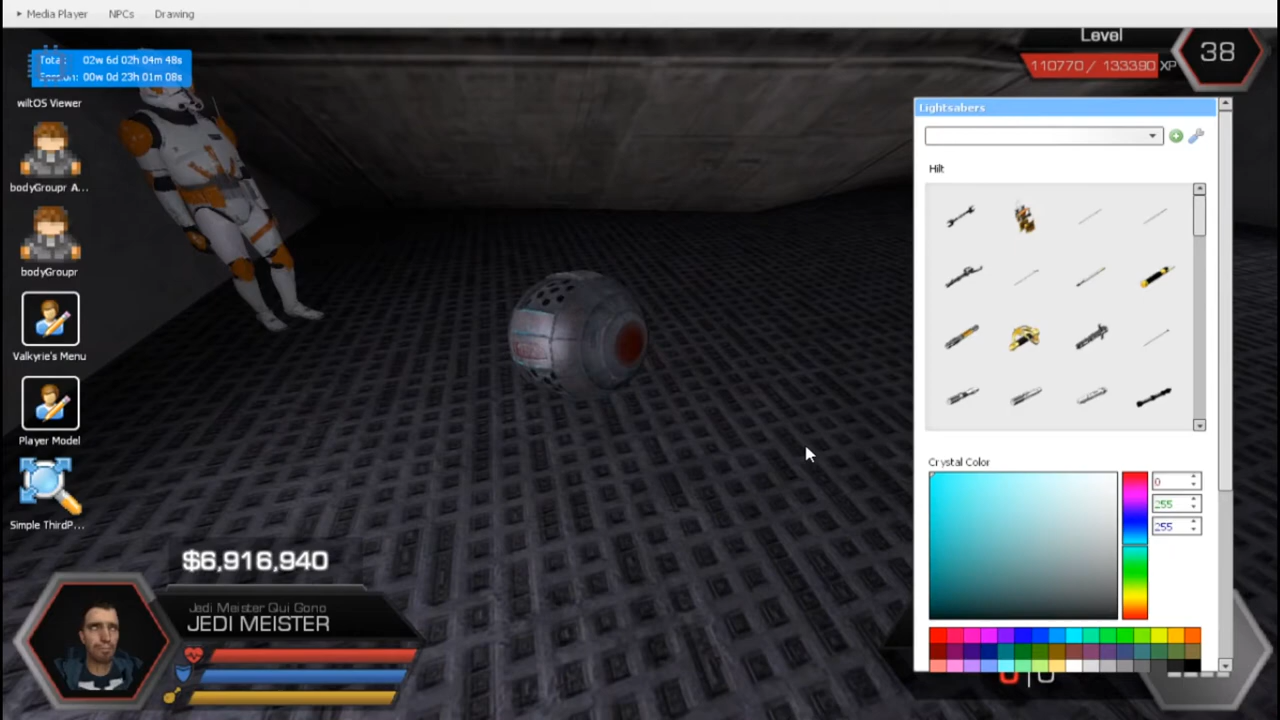 Media Player NPCs Drawing
Level
Total: 02w 6d 02h 04m 48s
110770 / 133380 XP
38
Session: 00w 0d 23h 01m 08s
wiltOS Viewer
Lightsabers
Hilt
bodyGroupr A...
bodyGroupr
Valkyrie's Menu
Player Model
Crystal Color
0
255
255
Simple ThirdP...
$6,916,940
Jedi Meister Qui Gono
JEDI MEISTER